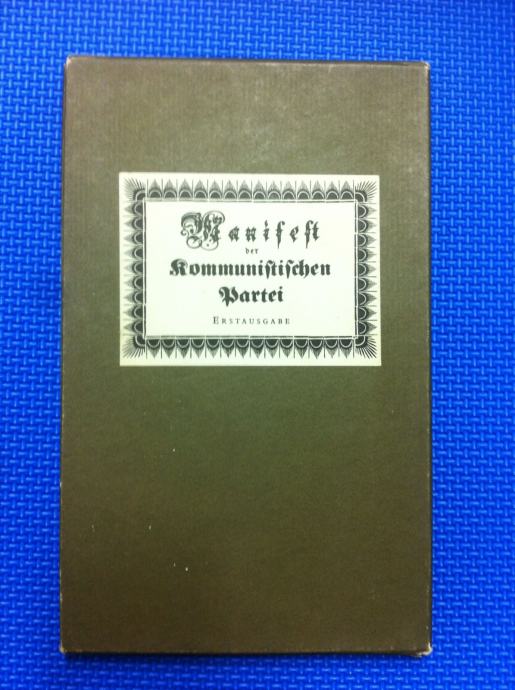 Manifest
der
Kommunistischen
Partei
ERSTAUSGABE